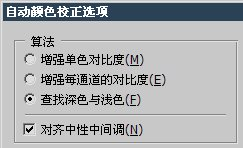 自动颜色校正选项
算法
增强单色对比度(M)
增强每通道的对比度(E)
查找深色与浅色(F)
对齐中性中间调(N)